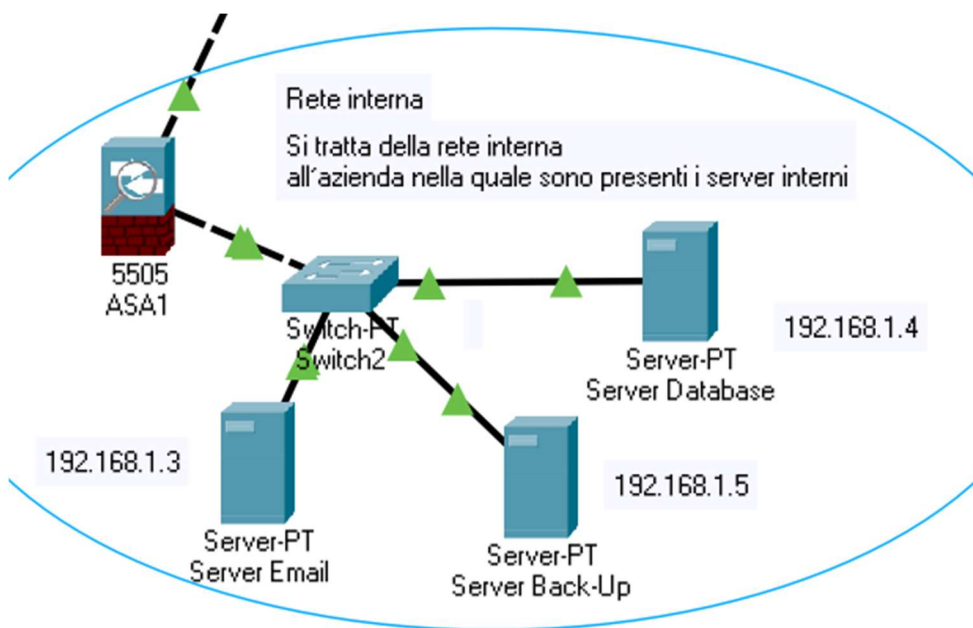 Rete interna
Si tratta della rete interna
all´azienda nella quale sono presenti i server interni
5505
ASA1
Switch-PT
Switch2
192.168.1.4
Server-PT
Server Database
192.168.1.3
Server-PT
Server Email
192.168.1.5
Server-PT
Server Back-Up